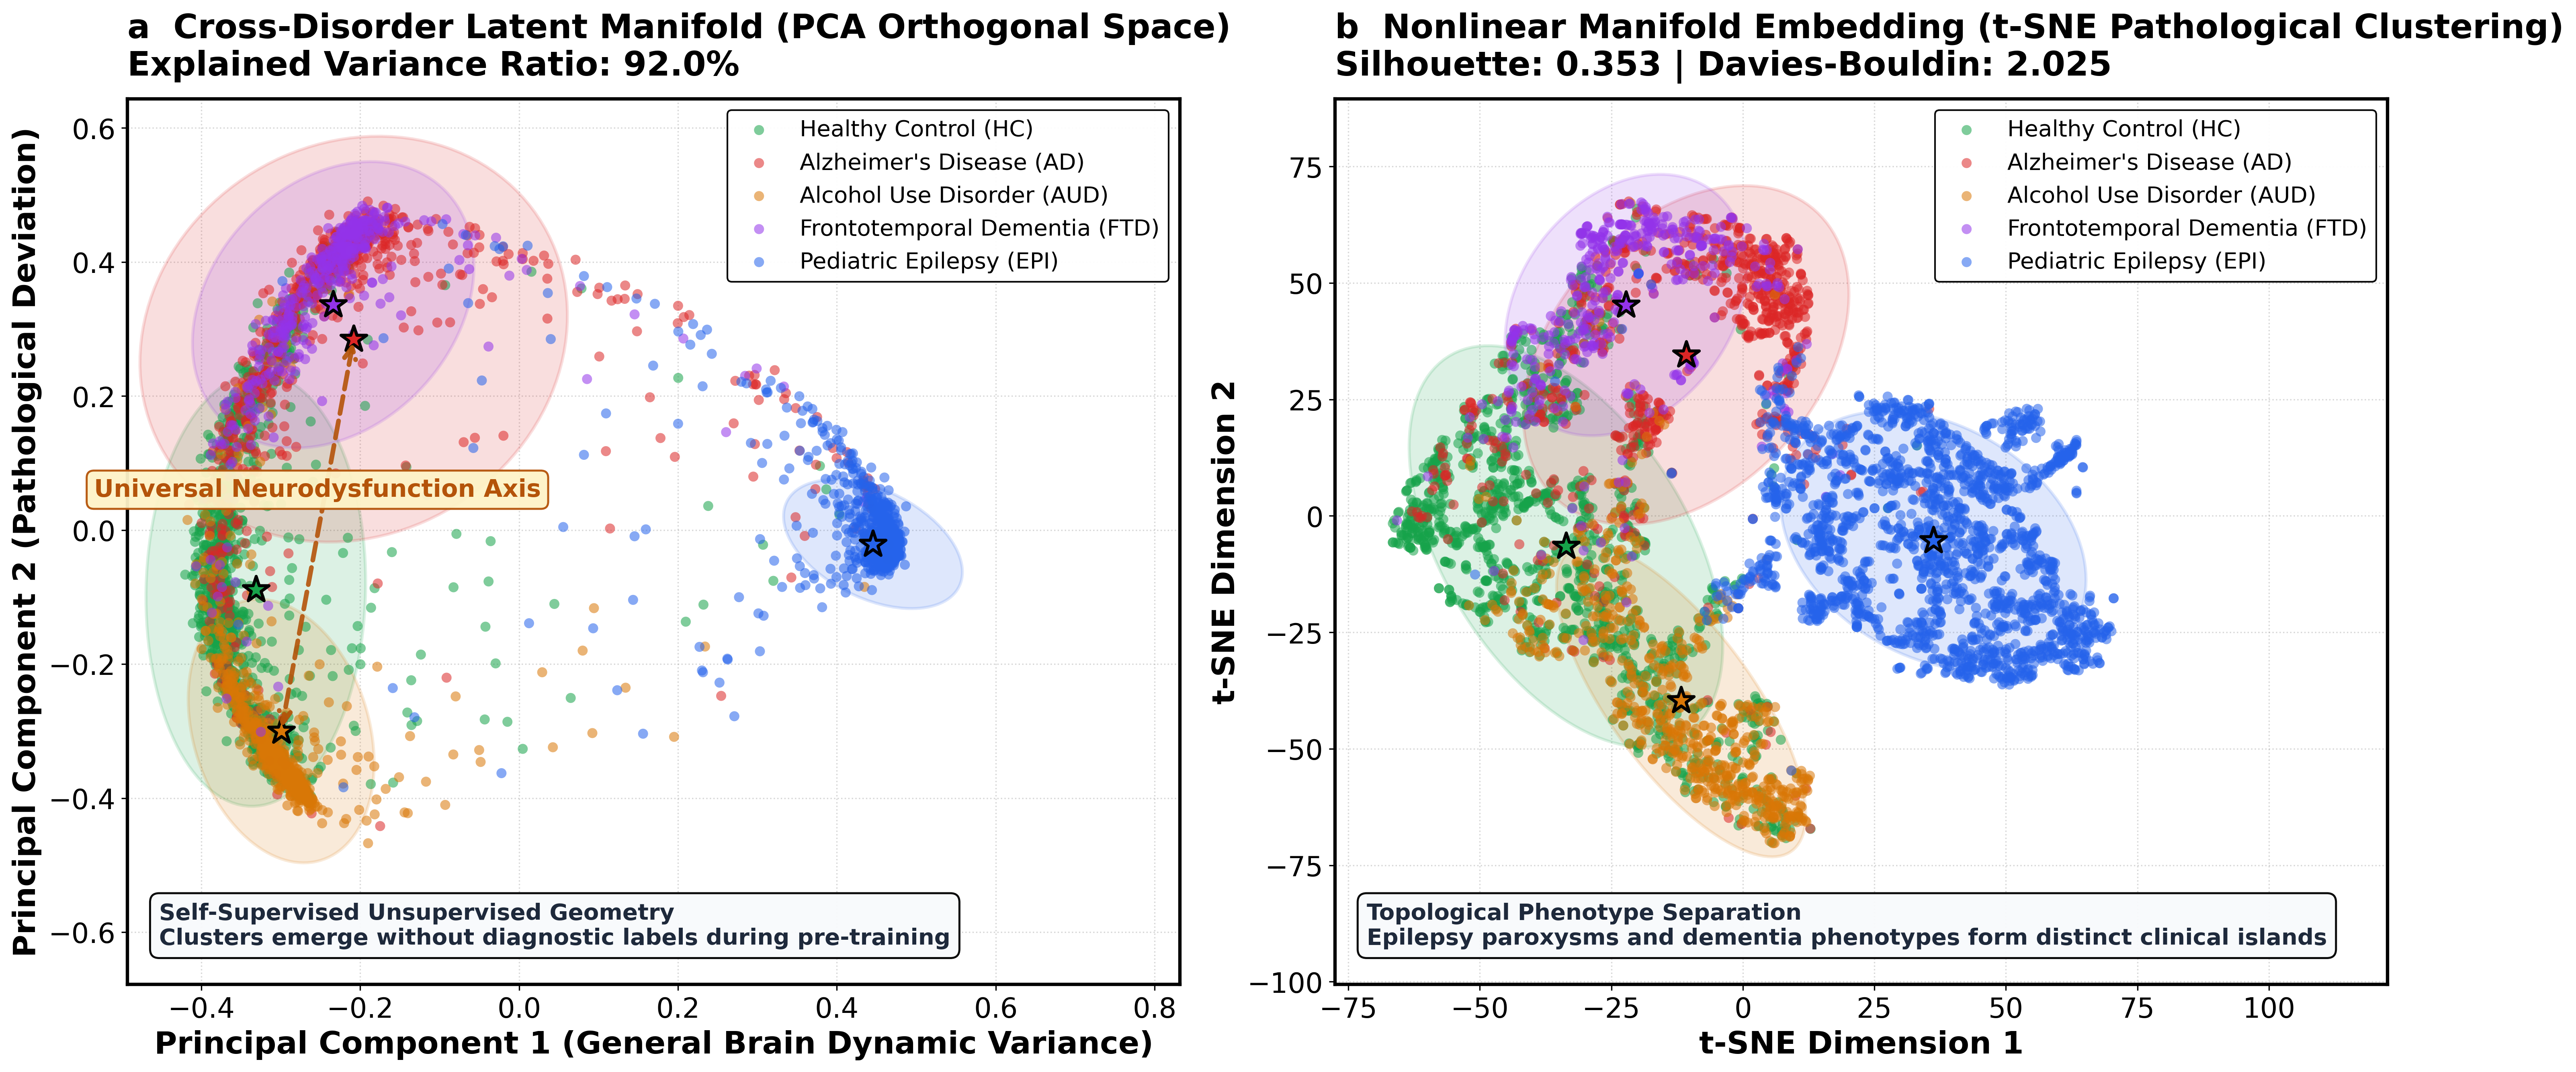 a  Cross-Disorder Latent Manifold (PCA Orthogonal Space)
Explained Variance Ratio: 92.0%
Principal Component 2 (Pathological Deviation)
0.6
0.4
0.2
0.0
−0.2
−0.4
−0.6
Healthy Control (HC)
Alzheimer's Disease (AD)
Alcohol Use Disorder (AUD)
Frontotemporal Dementia (FTD)
Pediatric Epilepsy (EPI)
Universal Neurodysfunction Axis
Self-Supervised Unsupervised Geometry
Clusters emerge without diagnostic labels during pre-training
−0.4 −0.2 0.0 0.2 0.4 0.6 0.8
Principal Component 1 (General Brain Dynamic Variance)
b  Nonlinear Manifold Embedding (t-SNE Pathological Clustering)
Silhouette: 0.353 | Davies-Bouldin: 2.025
t-SNE Dimension 2
75
50
25
0
−25
−50
−75
−100
Healthy Control (HC)
Alzheimer's Disease (AD)
Alcohol Use Disorder (AUD)
Frontotemporal Dementia (FTD)
Pediatric Epilepsy (EPI)
Topological Phenotype Separation
Epilepsy paroxysms and dementia phenotypes form distinct clinical islands
−75 −50 −25 0 25 50 75 100
t-SNE Dimension 1